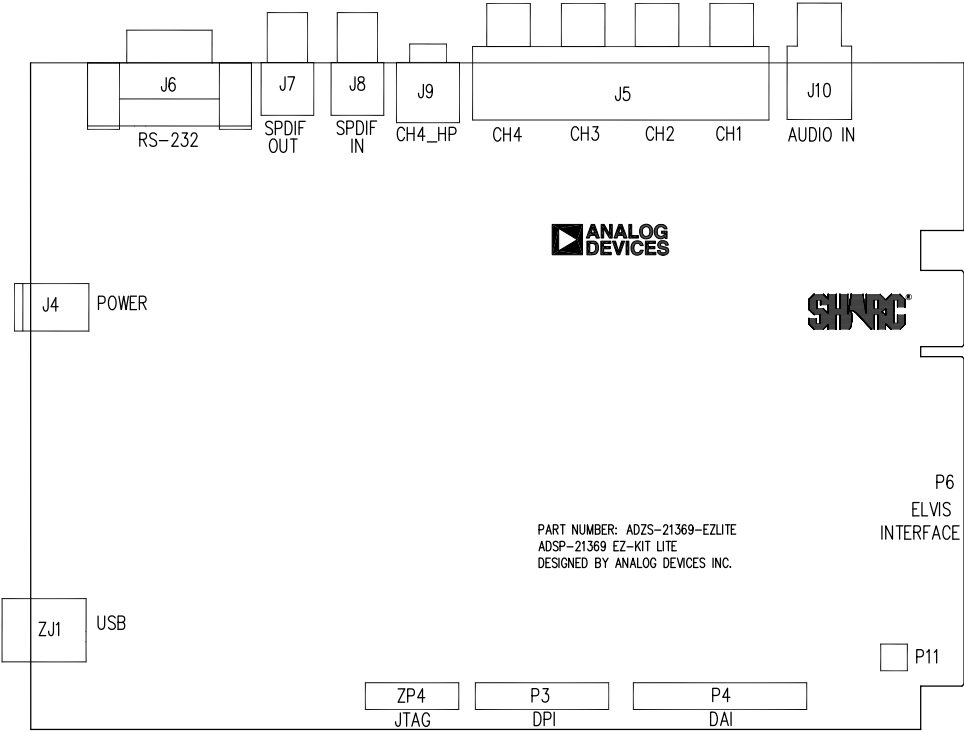 J6
RS-232
J7
SPDIF
OUT
J8
SPDIF
IN
J9
CH4_HP
J5
CH4 CH3 CH2 CH1
J10
AUDIO IN
ANALOG
DEVICES
J4 POWER
SHARC®
P6
ELVIS
INTERFACE
PART NUMBER: ADZS-21369-EZLITE
ADSP-21369 EZ-KIT LITE
DESIGNED BY ANALOG DEVICES INC.
ZJ1 USB
P11
ZP4
JTAG
P3
DPI
P4
DAI